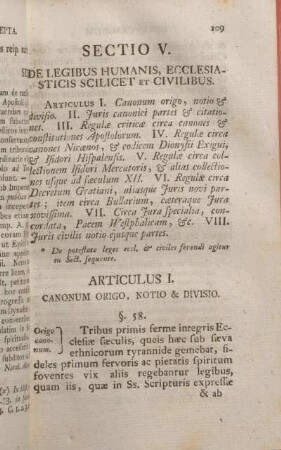 EPTA.
109
SECTIO V.
DE LEGIBUS HUMANIS, ECCLESIA-
STICIS SCILICET ET CIVILIBUS.
ARTICULUS I. Canonum origo, notio &
divisio. II. Juris canonici partes & citatio-
nes. III. Regulæ criticæ circa canones &
constitutiones Apostolorum. IV. Regulæ circa
canones Nicænos, & codicem Dionysii Exigui,
& Isidori Hispalensis. V. Regulæ circa col-
lectionem Isidori Mercatoris, & alias collectio-
nes usque ad sæculum XII. VI. Regulæ circa
Decretum Gratiani, aliasque Juris novi par-
tes; item circa Bullarium, cæteraque Jura
novissima. VII. Circa Jura specialia, con-
cordata, Pacem Westphalicam, &c. VIII.
Juris civilis notio ejusque partes.
* De potestate leges eccl. & civiles ferendi agitur
in Sect. sequente.
ARTICULUS I.
CANONUM ORIGO, NOTIO & DIVISIO.
§. 58.
Origo
cano-
num.
Tribus primis ferme integris Ec-
clesiæ sæculis, quois hæc sub sæva
ethnicorum tyrannide gemebat, fi-
deles primum fervoris ac pietatis spiritum
foventes vix aliis regebantur legibus,
quam iis, quæ in Ss. Scripturis expressæ
& ab